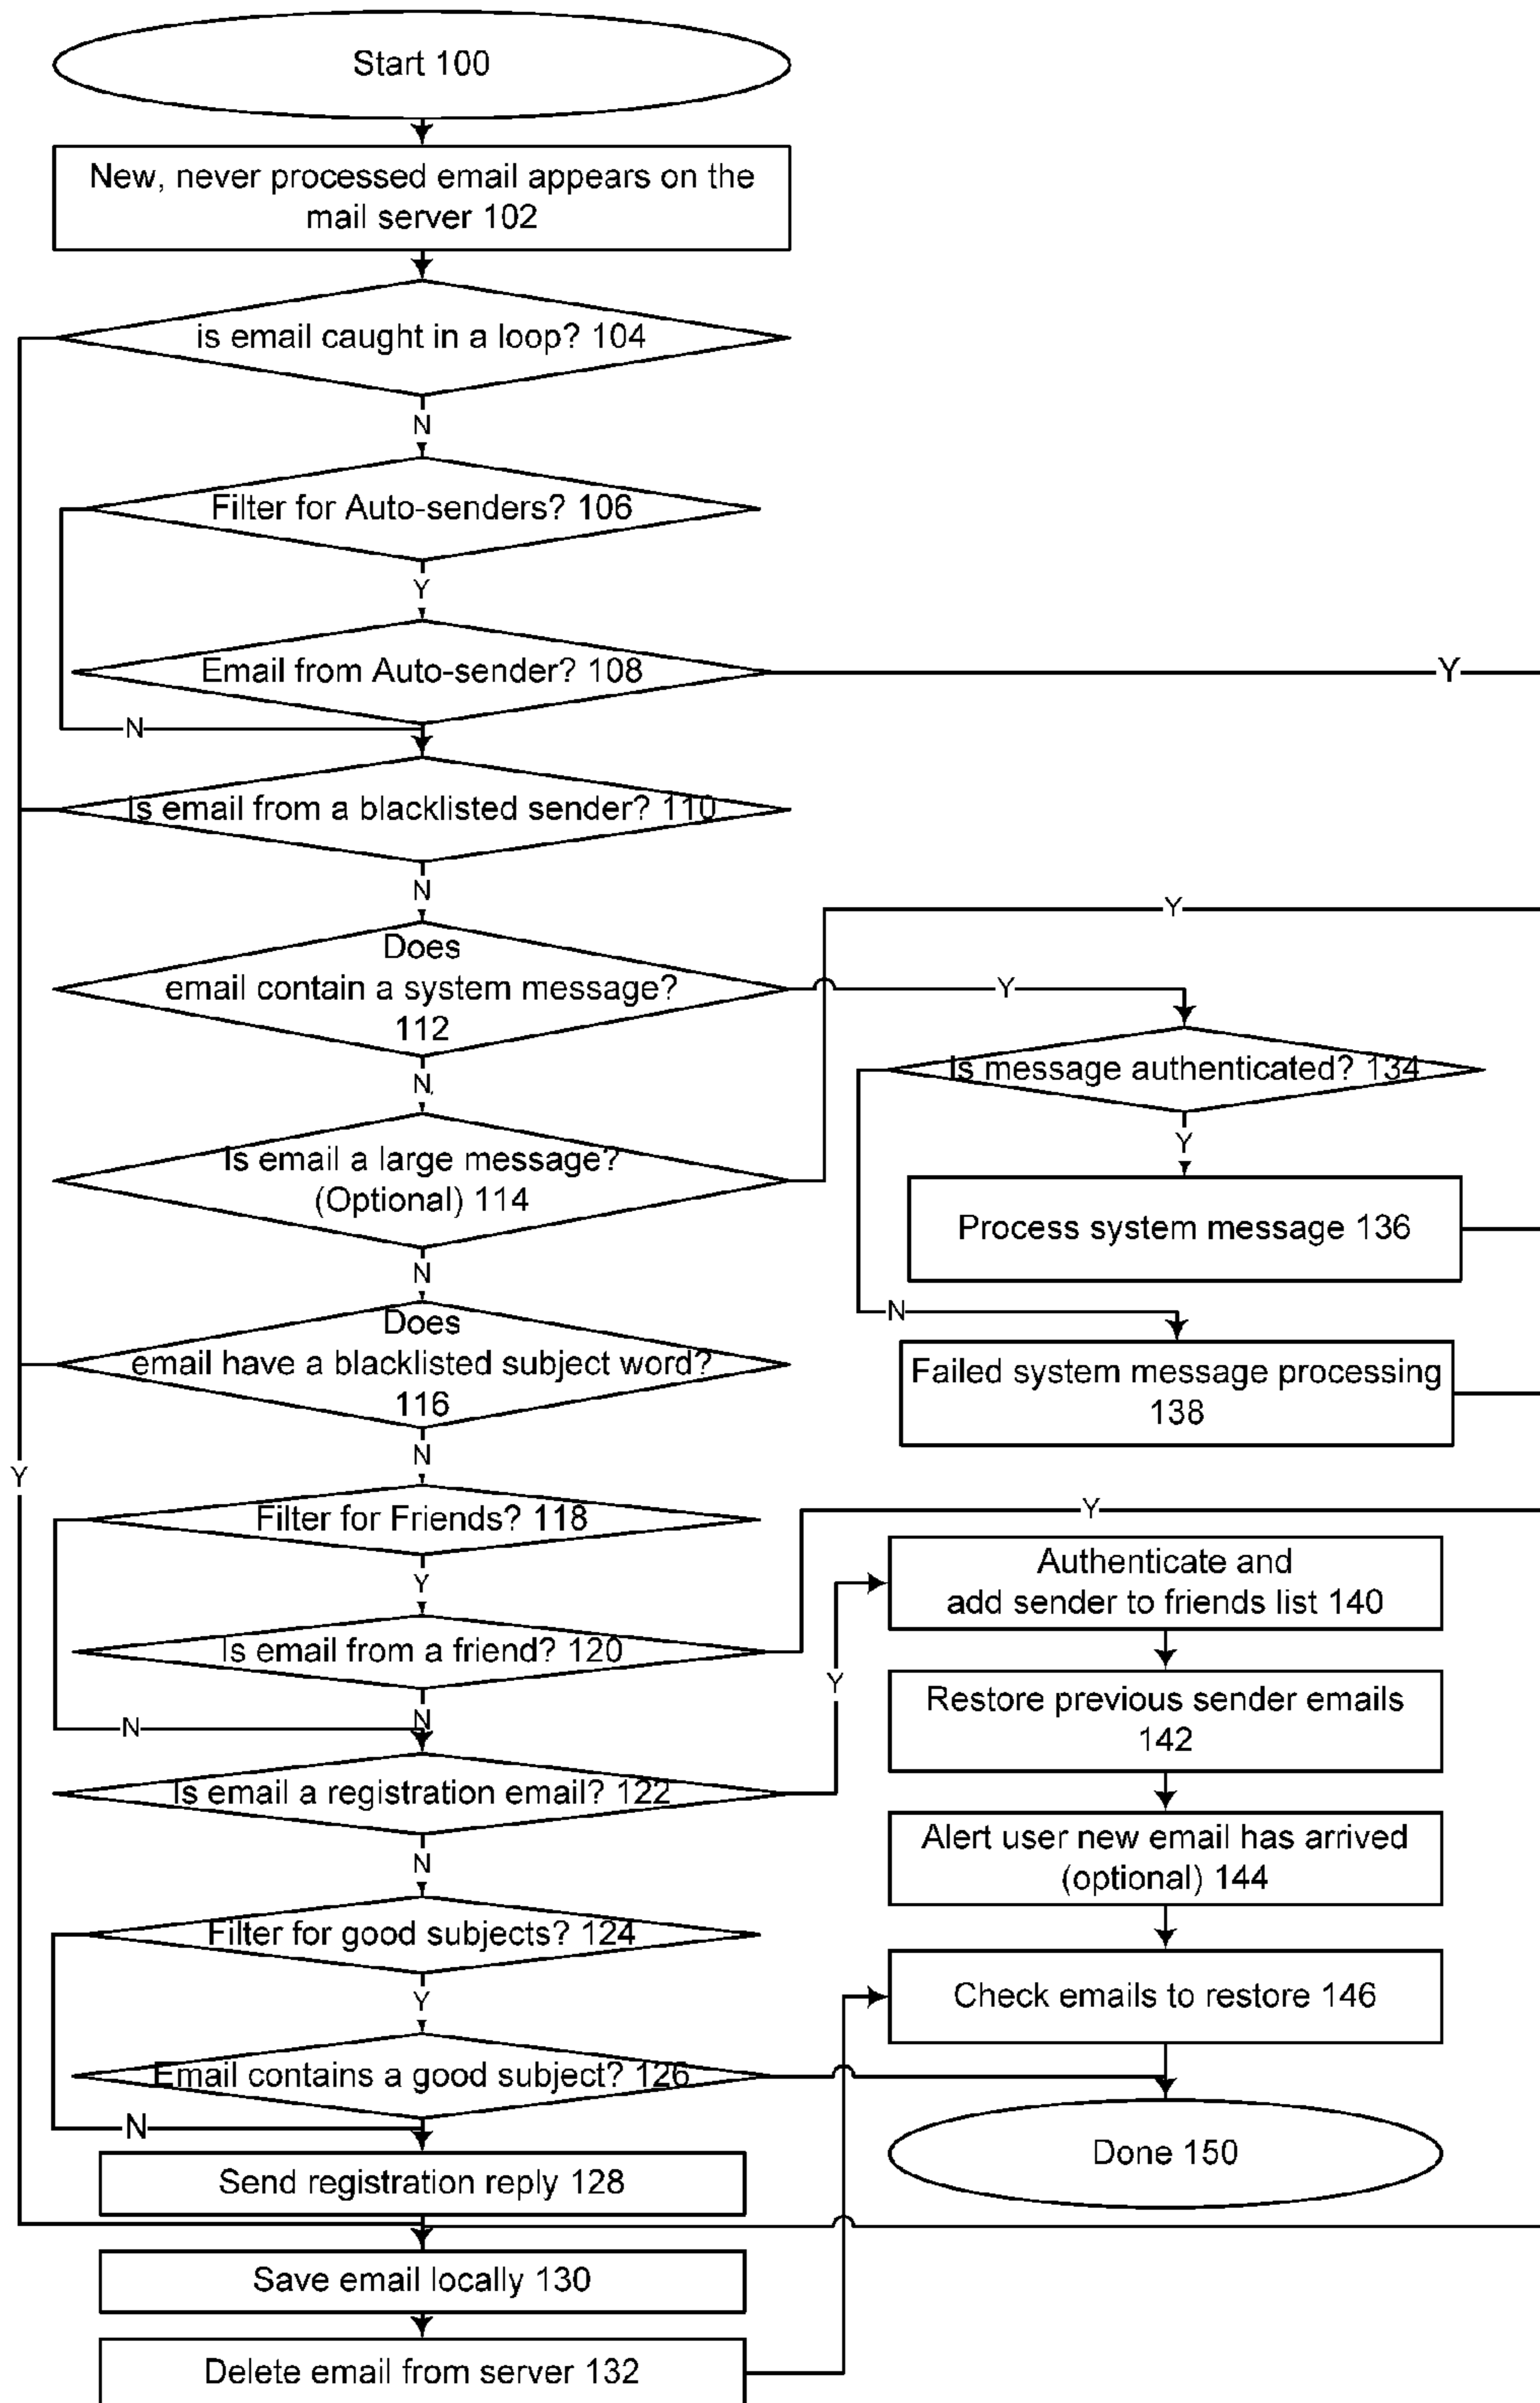 Start 100
New, never processed email appears on the
mail server 102
is email caught in a loop? 104
N
Filter for Auto-senders? 106
Y
Email from Auto-sender? 108
Y
N
Is email from a blacklisted sender? 110
N
Y
Does
email contain a system message?
112
Y
N
Is message authenticated? 134
Y
Is email a large message?
(Optional) 114
Process system message 136
N
N
Does
email have a blacklisted subject word?
116
Failed system message processing
138
N
Y
Filter for Friends? 118
Y
Y
Is email from a friend? 120
N
N
Authenticate and
add sender to friends list 140
Y
Restore previous sender emails
142
Is email a registration email? 122
N
Alert user new email has arrived
(optional) 144
Filter for good subjects? 124
Y
Check emails to restore 146
Email contains a good subject? 126
N
Done 150
Send registration reply 128
Save email locally 130
Delete email from server 132